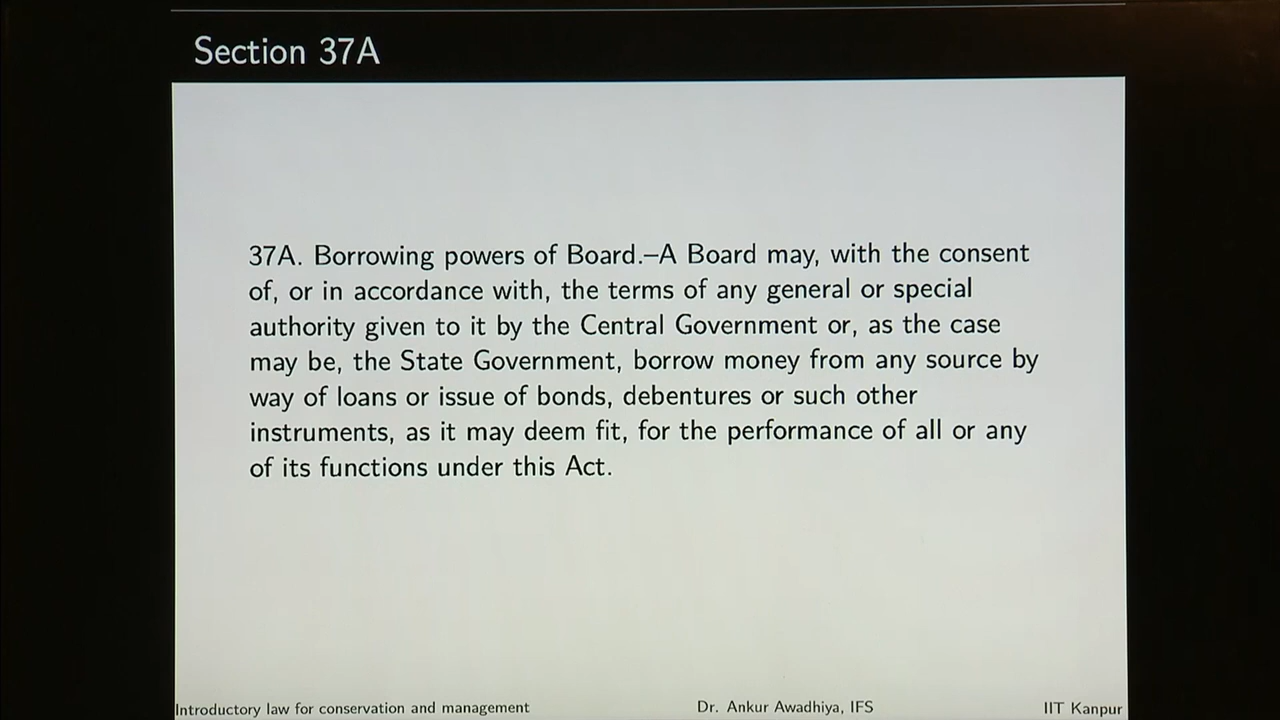 Section 37A
37A. Borrowing powers of Board.–A Board may, with the consent
of, or in accordance with, the terms of any general or special
authority given to it by the Central Government or, as the case
may be, the State Government, borrow money from any source by
way of loans or issue of bonds, debentures or such other
instruments, as it may deem fit, for the performance of all or any
of its functions under this Act.
Introductory law for conservation and management Dr. Ankur Awadhiya, IFS IIT Kanpur